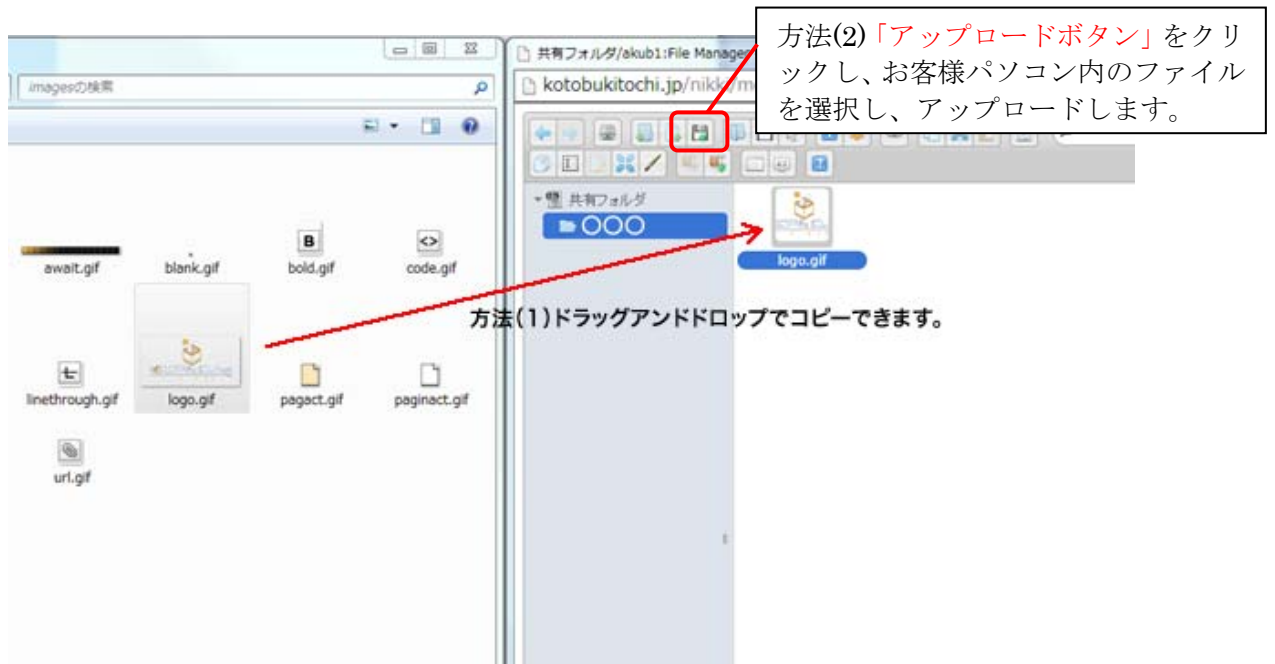 方法(2)「アップロードボタン」をクリ
ックし、お客様パソコン内のファイル
を選択し、アップロードします。
imagesの検索
共有フォルダ/akub1:File Manage
kotobukitochi.jp/nikk
共有フォルダ
〇〇〇
logo.gif
await.gif
blank.gif
bold.gif
code.gif
方法(1)ドラッグアンドドロップでコピーできます。
linethrough.gif
logo.gif
pagact.gif
paginact.gif
url.gif